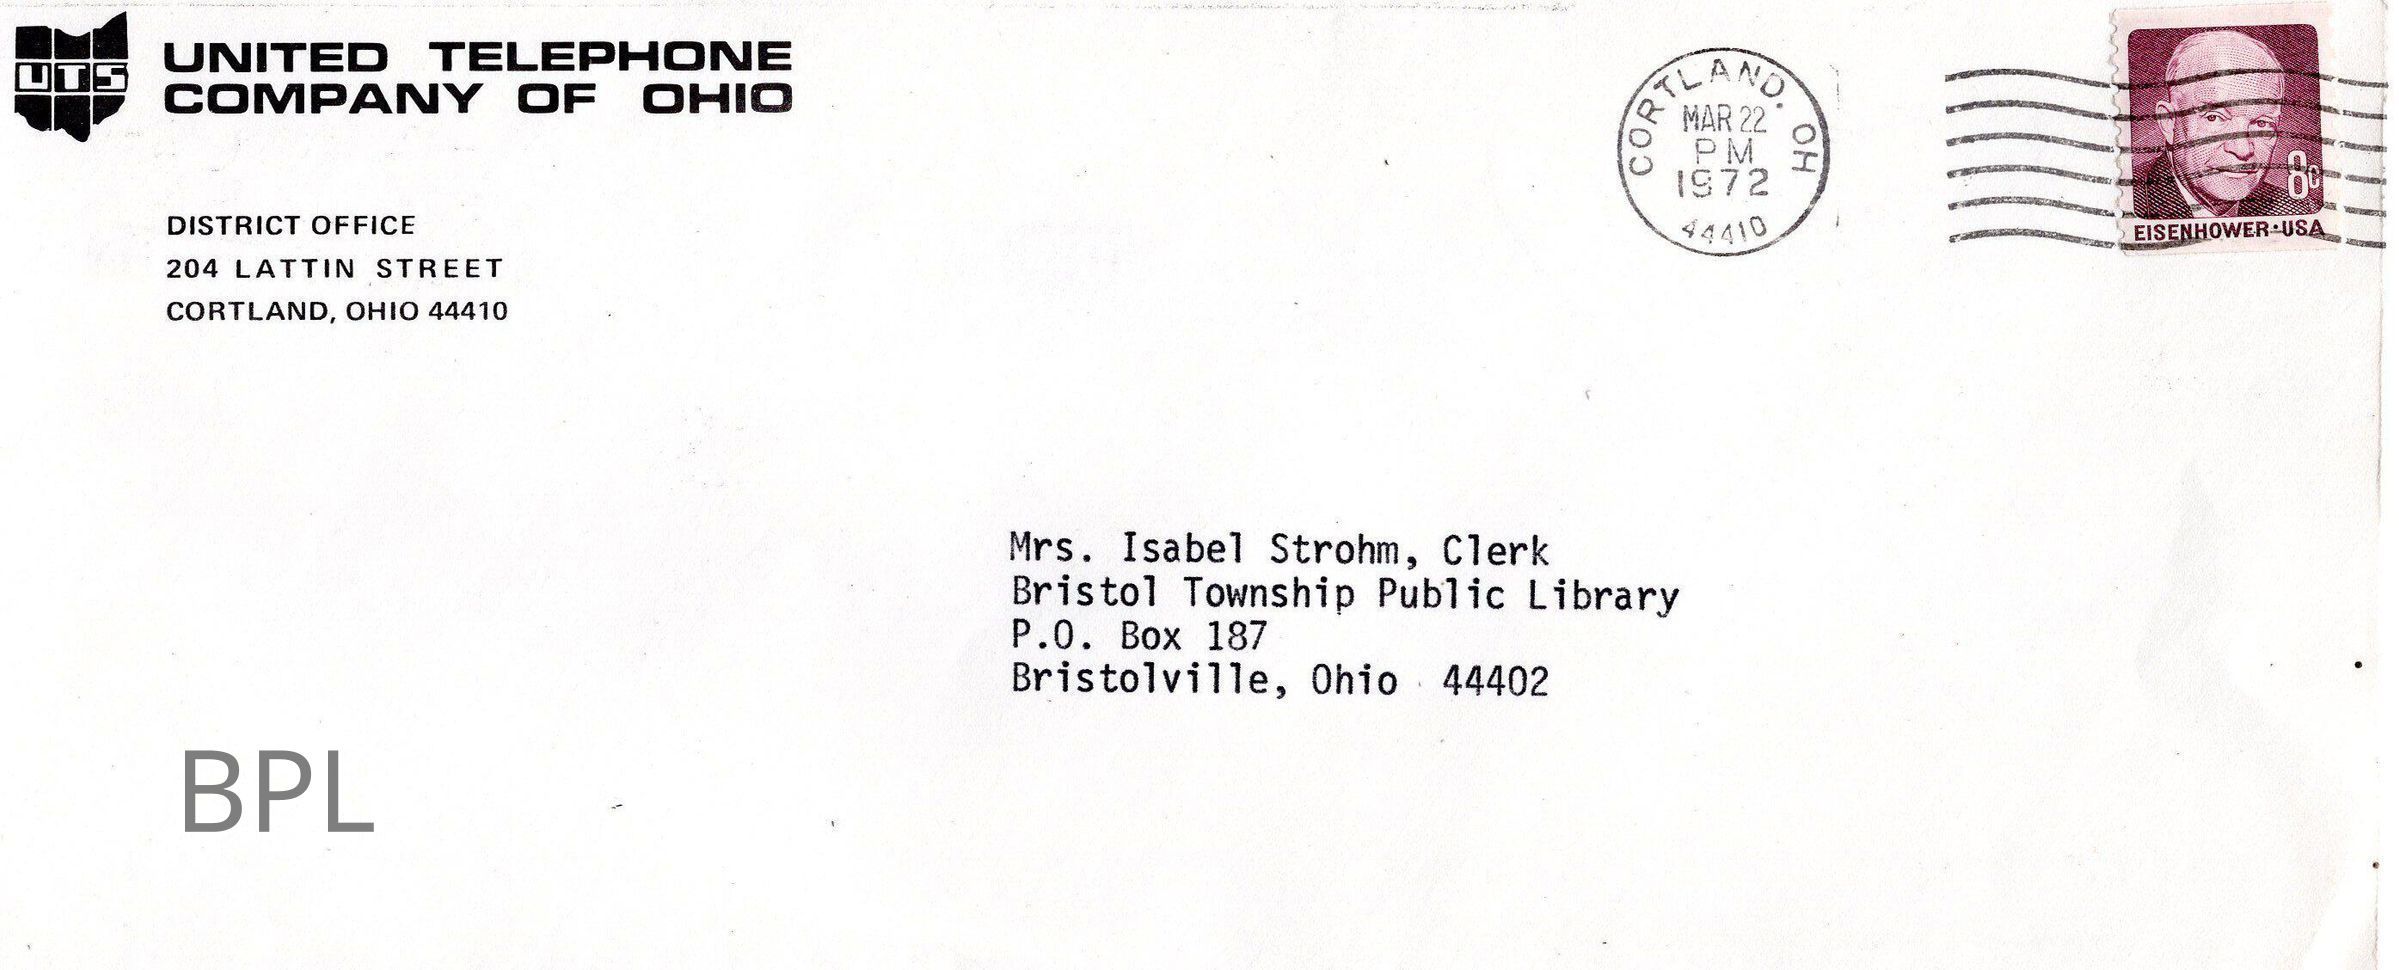 UTS
UNITED TELEPHONE
COMPANY OF OHIO
DISTRICT OFFICE
204 LATTIN STREET
CORTLAND, OHIO 44410
CORTLAND. OH
MAR 22
PM
1972
44410
8c
EISENHOWER·USA
Mrs. Isabel Strohm, Clerk
Bristol Township Public Library
P.O. Box 187
Bristolville, Ohio 44402
BPL